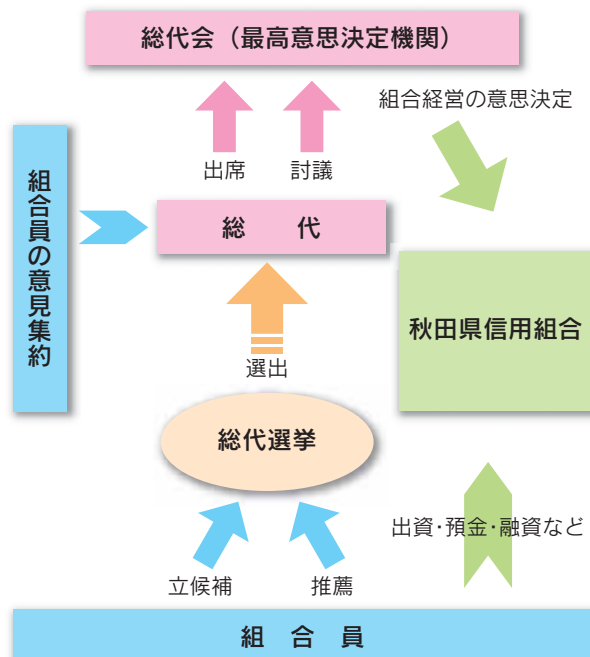 総代会（最高意思決定機関）
組合経営の意思決定
出席
討議
組合員の意見集約
総　代
秋田県信用組合
選出
総代選挙
出資・預金・融資など
立候補
推薦
組　合　員